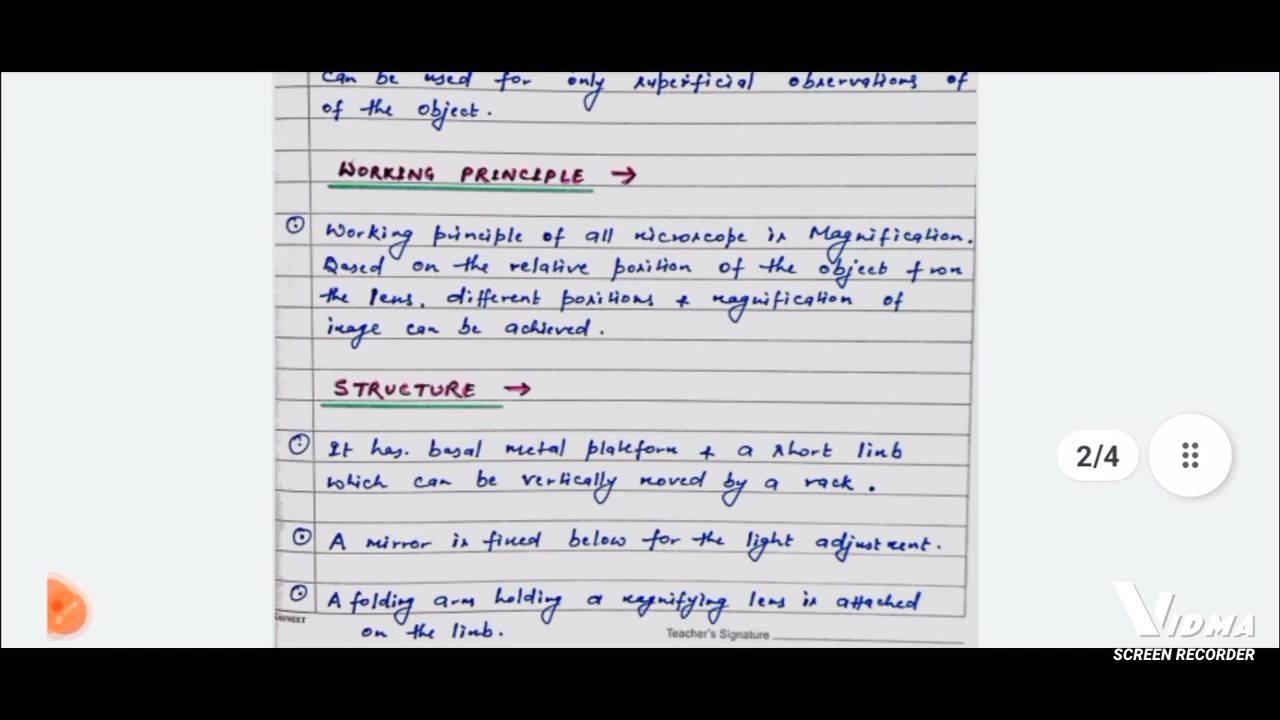 can be used for only superficial observations of
of the object.
WORKING PRINCIPLE →
Working principle of all microscope is Magnification.
Based on the relative position of the object from
the lens, different positions + magnification of
image can be achieved.
STRUCTURE →
It has. basal metal plateform + a short limb
which can be vertically moved by a rack.
A mirror is fixed below for the light adjustment.
A folding arm holding a magnifying lens is attached
on the limb.
Teacher's Signature
2/4
VIDMA
SCREEN RECORDER